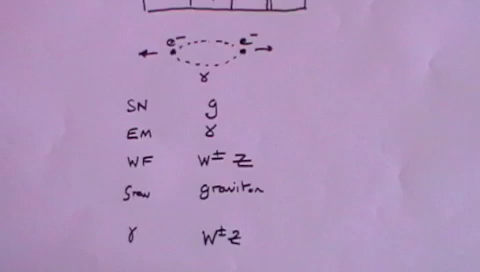 e⁻ e⁻
γ
SN g
EM γ
WF W± Z
Grav graviton
γ W± Z